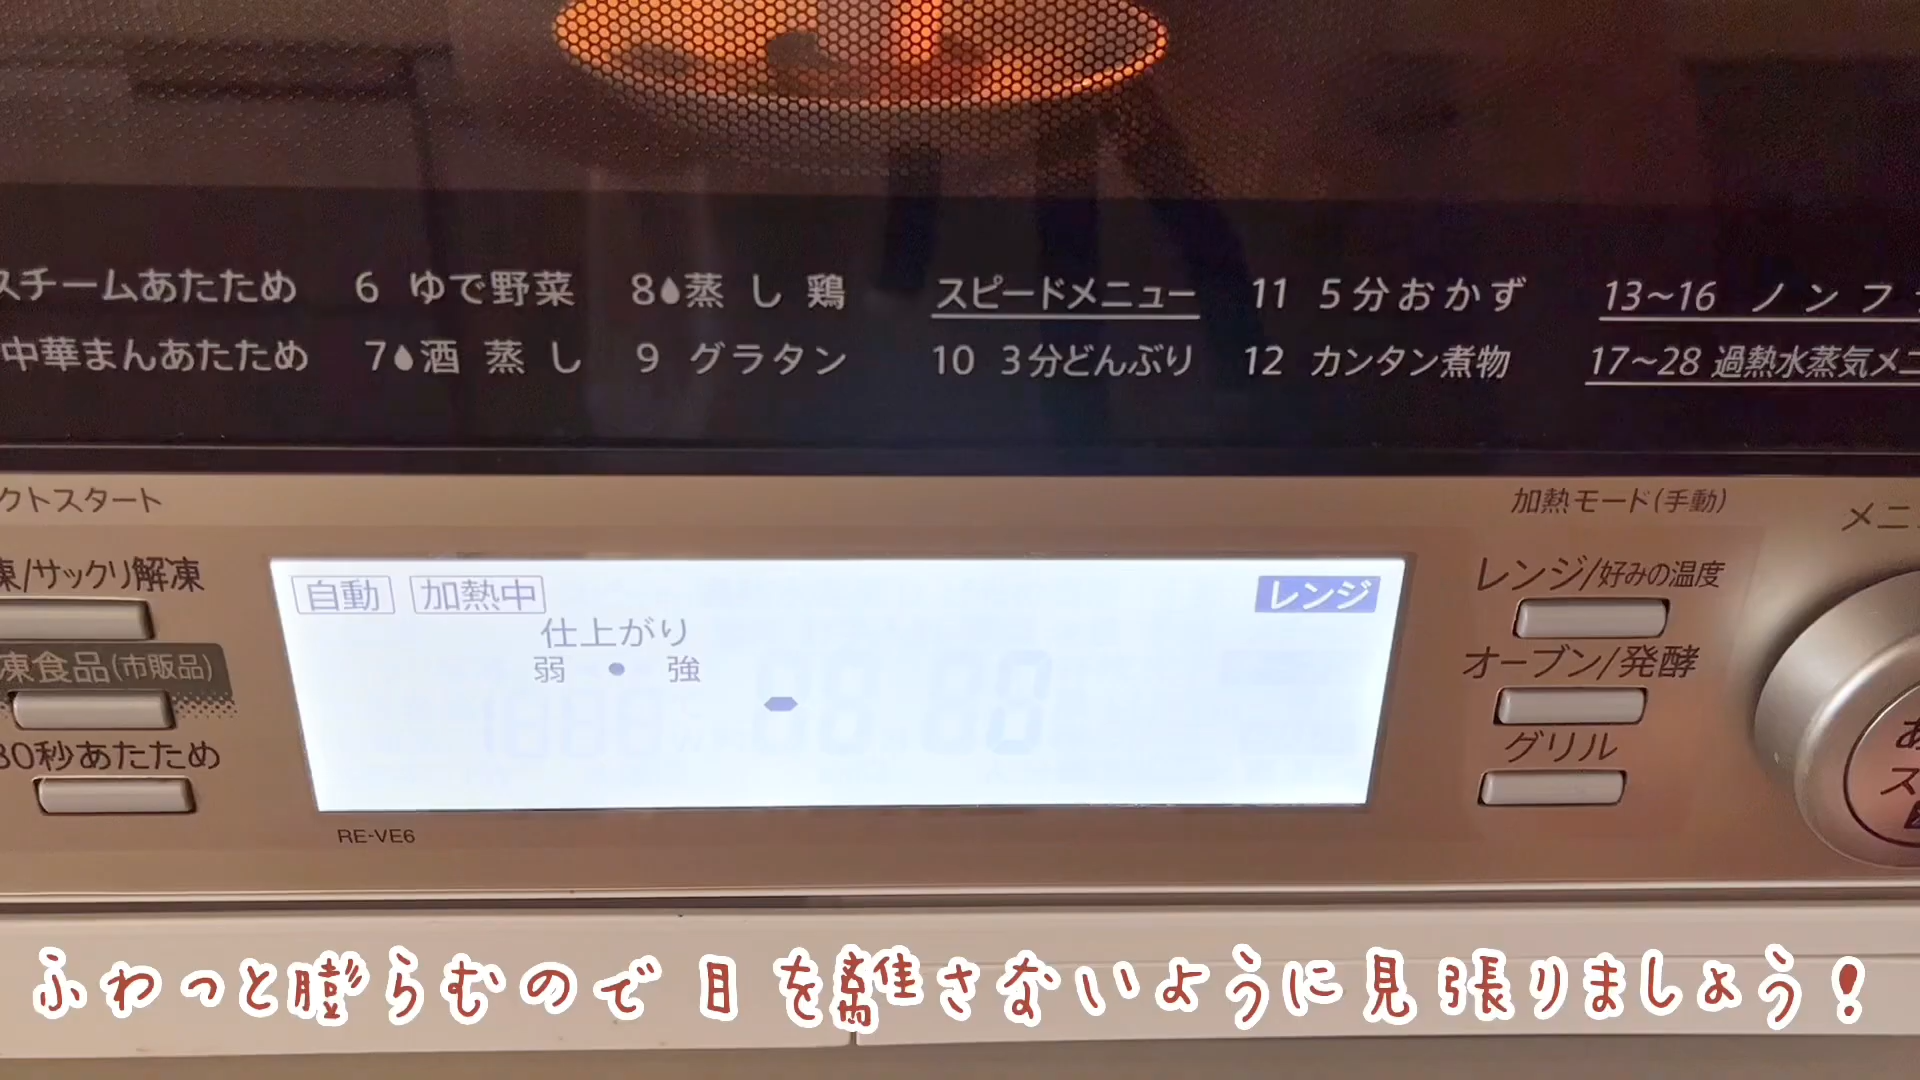 スチームあたため 6 ゆで野菜 8 蒸し鶏 スピードメニュー 11 5分おかず 13~16 ノンフ
中華まんあたため 7 酒蒸し 9 グラタン 10 3分どんぶり 12 カンタン煮物 17~28 過熱水蒸気メニ
クトスタート
凍/サックリ解凍
凍食品(市販品)
30秒あたため
自動 加熱中 レンジ
仕上がり
弱 ● 強
RE-VE6
加熱モード(手動)
レンジ/好みの温度
オーブン/発酵
グリル
メニ
ふわっと膨らむので目を離さないように見張りましょう!